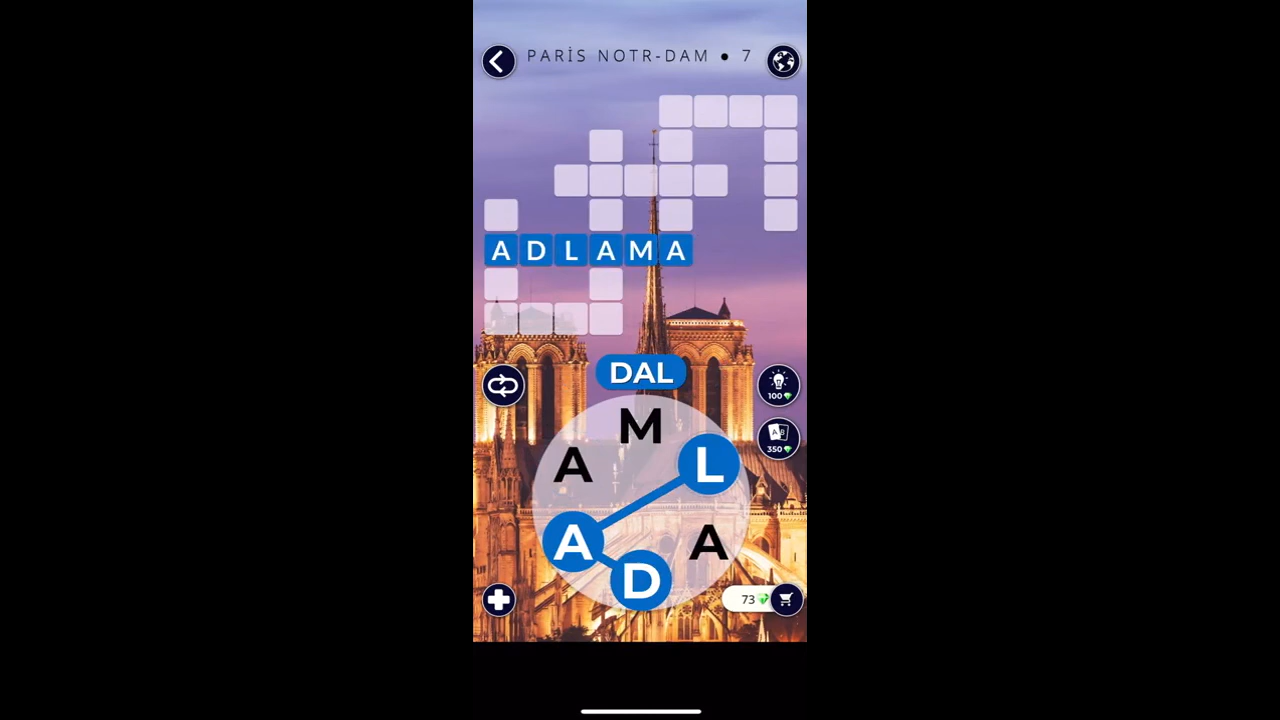 PARİS NOTR-DAM • 7
ADLAMA
DAL
M
A
L
100
A B
350
A
A
D
73